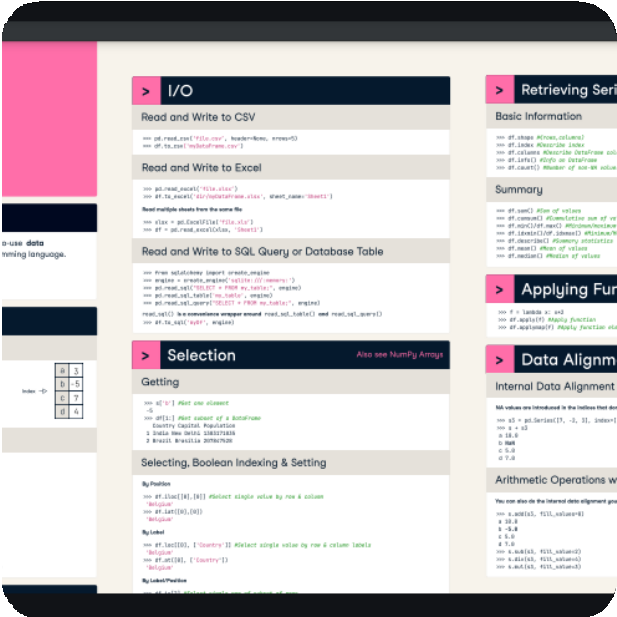 o-use data
mming language.
Index
a 3
b -5
c 7
d 4
> I/O
Read and Write to CSV
>>> pd.read_csv('file.csv', header=None, nrows=5)
>>> df.to_csv('myDataFrame.csv')
Read and Write to Excel
>>> pd.read_excel('file.xlsx')
>>> df.to_excel('dir/myDataFrame.xlsx', sheet_name='Sheet1')
Read multiple sheets from the same file
>>> xlsx = pd.ExcelFile('file.xls')
>>> df = pd.read_excel(xlsx, 'Sheet1')
Read and Write to SQL Query or Database Table
>>> from sqlalchemy import create_engine
>>> engine = create_engine('sqlite:///:memory:')
>>> pd.read_sql("SELECT * FROM my_table;", engine)
>>> pd.read_sql_table('my_table', engine)
>>> pd.read_sql_query("SELECT * FROM my_table;", engine)
read_sql() is a convenience wrapper around read_sql_table() and read_sql_query()
>>> df.to_sql('myDf', engine)
> Selection
Also see NumPy Arrays
Getting
>>> s['b'] #Get one element
-5
>>> df[1:] #Get subset of a DataFrame
Country Capital Population
1 India New Delhi 1303171035
2 Brazil Brasilia 207847528
Selecting, Boolean Indexing & Setting
By Position
>>> df.iloc[[0],[0]] #Select single value by row & column
'Belgium'
>>> df.iat([0],[0])
'Belgium'
By Label
>>> df.loc[[0], ['Country']] #Select single value by row & column labels
'Belgium'
>>> df.at([0], ['Country'])
'Belgium'
By Label/Position
> Retrieving Seri
Basic Information
>>> df.shape #(rows,columns)
>>> df.index #Describe index
>>> df.columns #Describe DataFrame col
>>> df.info() #Info on DataFrame
>>> df.count() #Number of non-NA value
Summary
>>> df.sum() #Sum of values
>>> df.cumsum() #Cummulative sum of va
>>> df.min()/df.max() #Minimum/maximum
>>> df.idxmin()/df.idxmax() #Minimum/M
>>> df.describe() #Summary statistics
>>> df.mean() #Mean of values
>>> df.median() #Median of values
> Applying Fun
>>> f = lambda x: x*2
>>> df.apply(f) #Apply function
>>> df.applymap(f) #Apply function ele
> Data Alignm
Internal Data Alignment
NA values are introduced in the indices that don
>>> s3 = pd.Series([7, -2, 3], index=[
>>> s + s3
a 10.0
b NaN
c 5.0
d 7.0
Arithmetic Operations w
You can also do the internal data alignment you
>>> s.add(s3, fill_value=0)
a 10.0
b -5.0
c 5.0
d 7.0
>>> s.sub(s3, fill_value=2)
>>> s.div(s3, fill_value=4)
>>> s.mul(s3, fill_value=3)